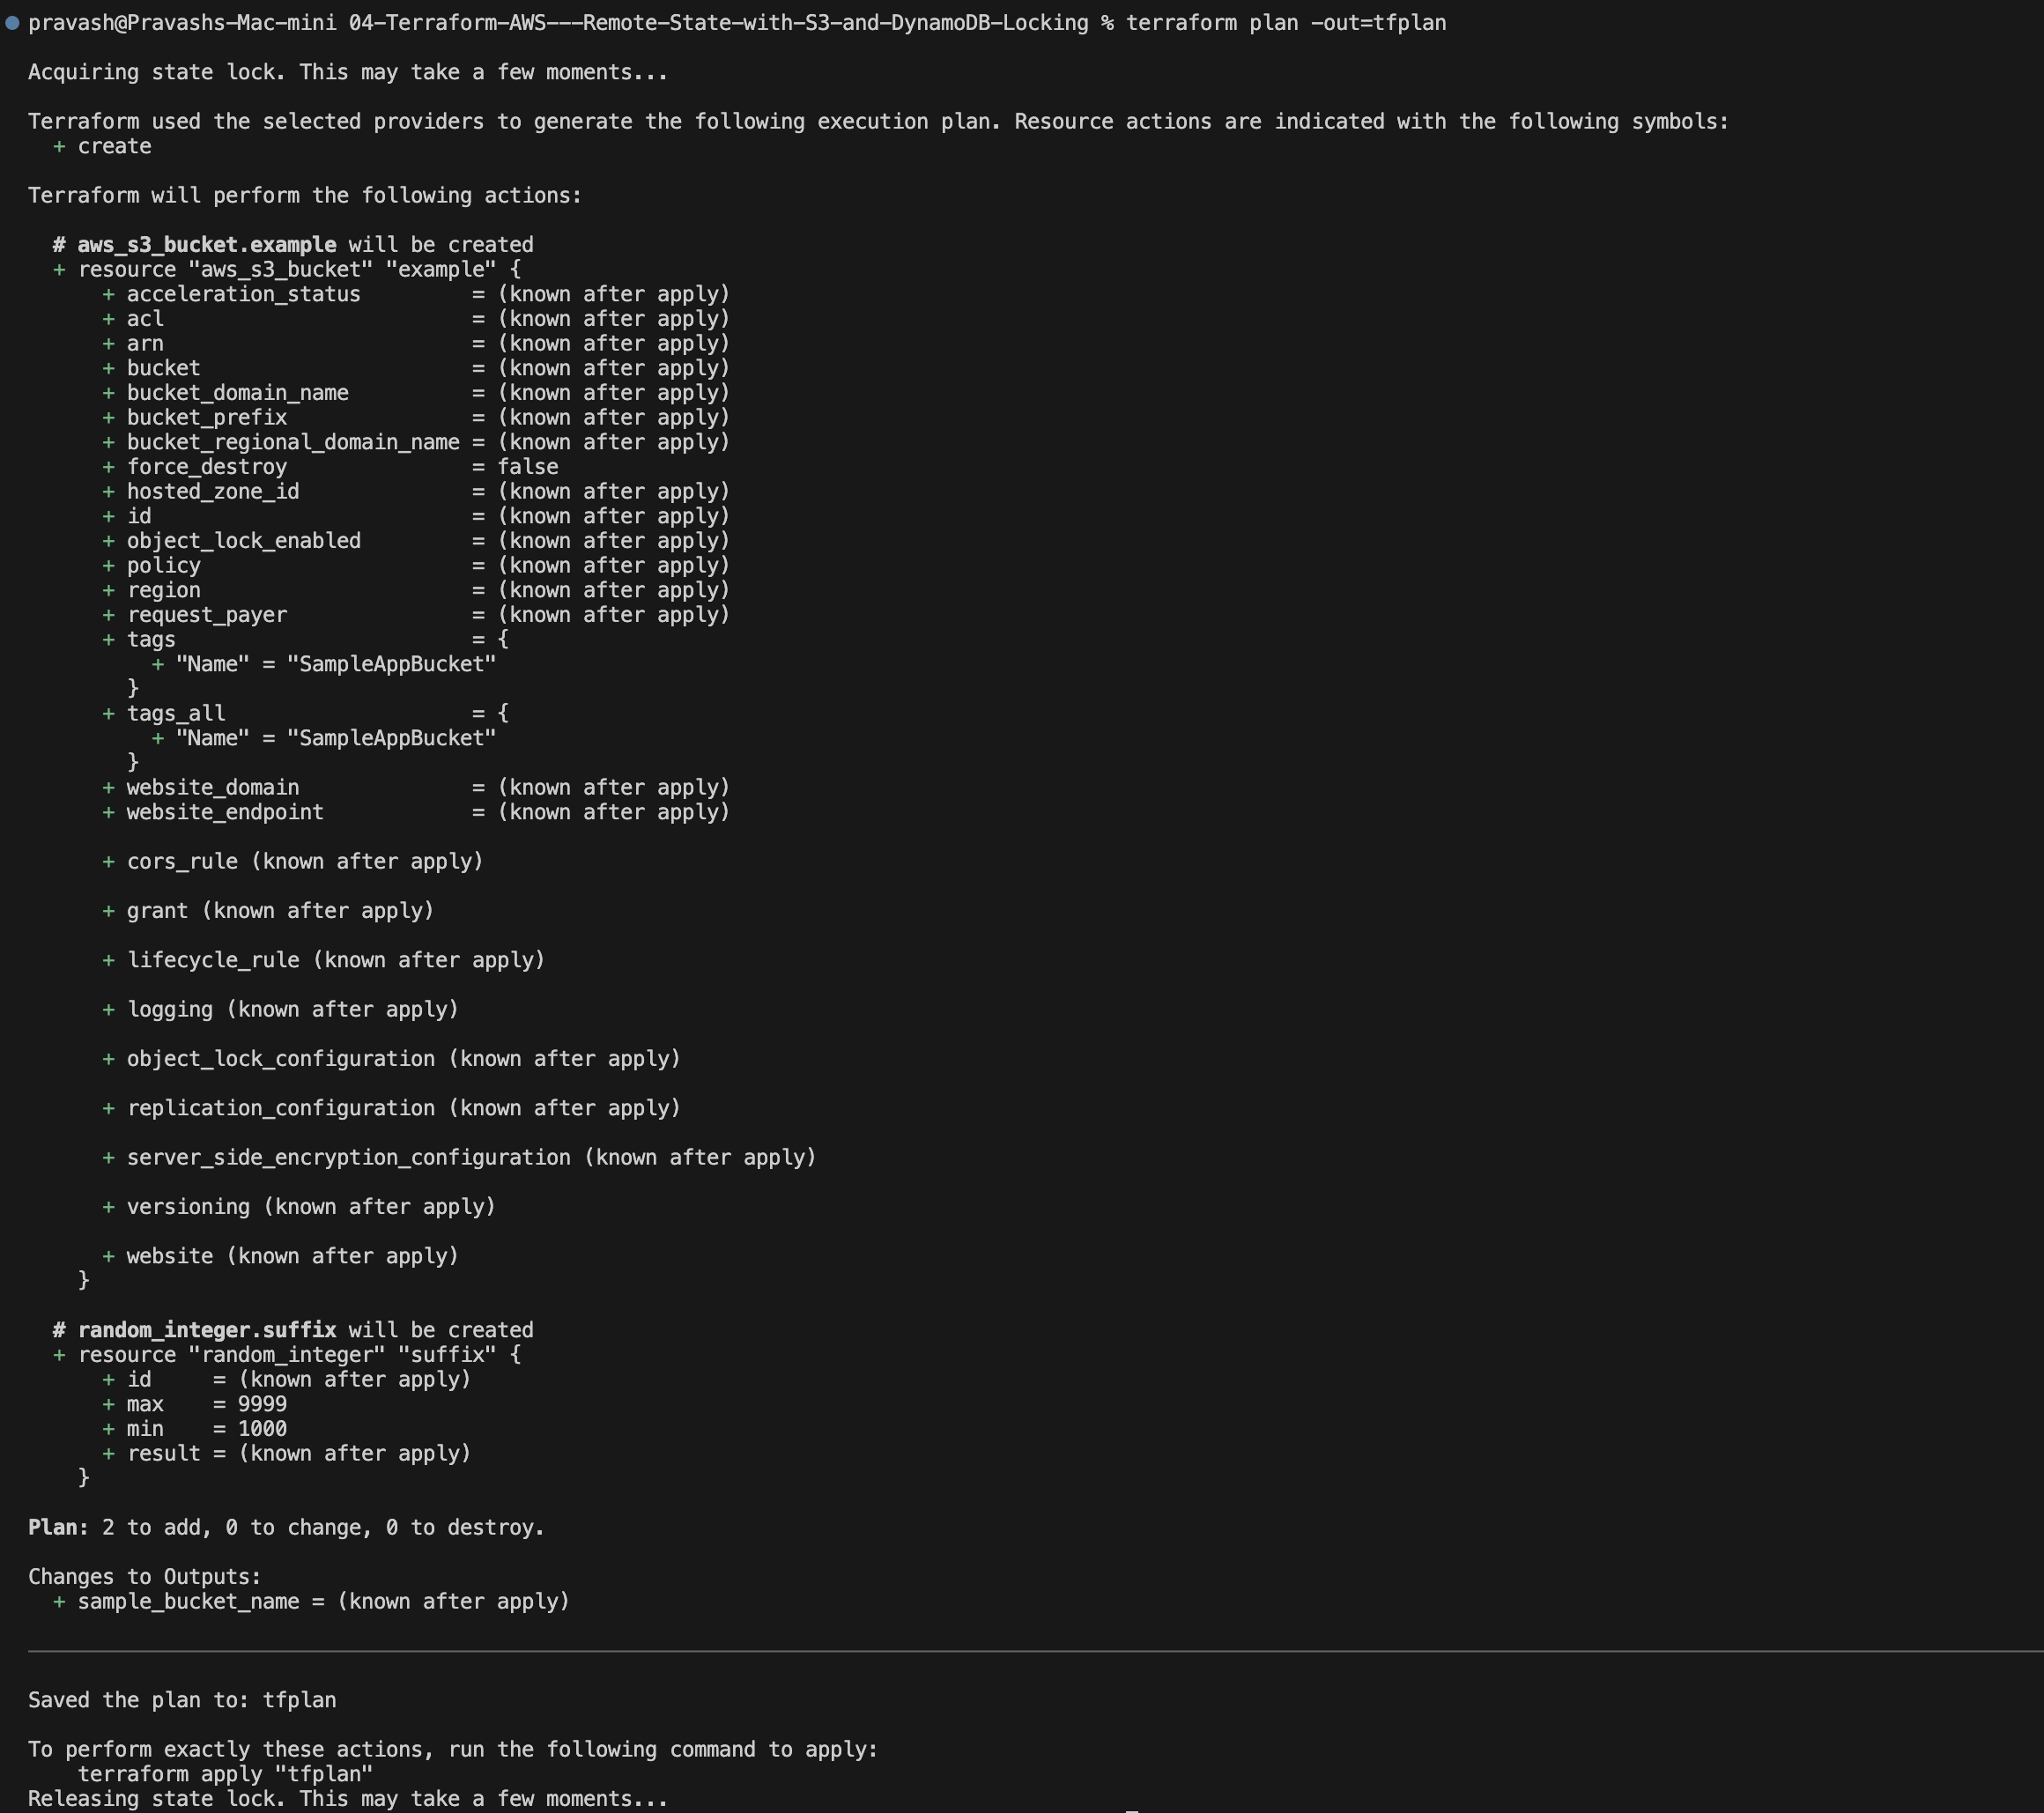 pravash@Pravashs-Mac-mini 04-Terraform-AWS---Remote-State-with-S3-and-DynamoDB-Locking % terraform plan -out=tfplan
Acquiring state lock. This may take a few moments...
Terraform used the selected providers to generate the following execution plan. Resource actions are indicated with the following symbols:
  + create
Terraform will perform the following actions:
  # aws_s3_bucket.example will be created
  + resource "aws_s3_bucket" "example" {
      + acceleration_status         = (known after apply)
      + acl                         = (known after apply)
      + arn                         = (known after apply)
      + bucket                      = (known after apply)
      + bucket_domain_name          = (known after apply)
      + bucket_prefix               = (known after apply)
      + bucket_regional_domain_name = (known after apply)
      + force_destroy               = false
      + hosted_zone_id              = (known after apply)
      + id                          = (known after apply)
      + object_lock_enabled         = (known after apply)
      + policy                      = (known after apply)
      + region                      = (known after apply)
      + request_payer               = (known after apply)
      + tags                        = {
          + "Name" = "SampleAppBucket"
        }
      + tags_all                    = {
          + "Name" = "SampleAppBucket"
        }
      + website_domain              = (known after apply)
      + website_endpoint            = (known after apply)
      + cors_rule (known after apply)
      + grant (known after apply)
      + lifecycle_rule (known after apply)
      + logging (known after apply)
      + object_lock_configuration (known after apply)
      + replication_configuration (known after apply)
      + server_side_encryption_configuration (known after apply)
      + versioning (known after apply)
      + website (known after apply)
    }
  # random_integer.suffix will be created
  + resource "random_integer" "suffix" {
      + id     = (known after apply)
      + max    = 9999
      + min    = 1000
      + result = (known after apply)
    }
Plan: 2 to add, 0 to change, 0 to destroy.
Changes to Outputs:
  + sample_bucket_name = (known after apply)
Saved the plan to: tfplan
To perform exactly these actions, run the following command to apply:
    terraform apply "tfplan"
Releasing state lock. This may take a few moments...